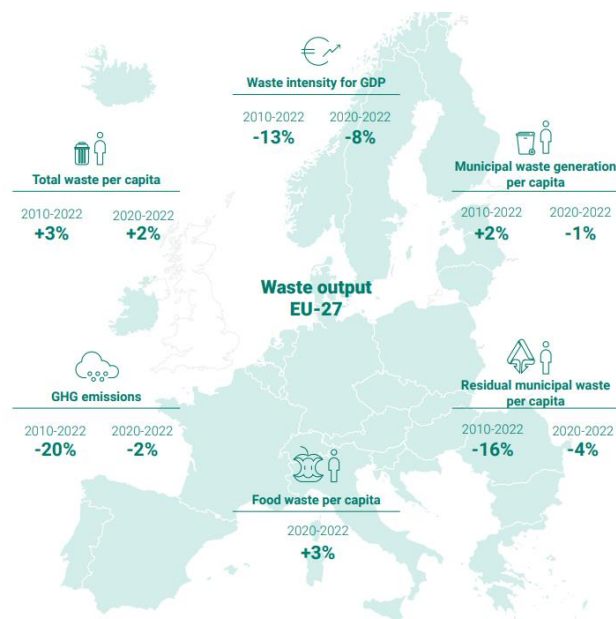 Waste intensity for GDP
2010-2022 2020-2022
-13% -8%
Total waste per capita
2010-2022 2020-2022
+3% +2%
Municipal waste generation
per capita
2010-2022 2020-2022
+2% -1%
Waste output
EU-27
GHG emissions
2010-2022 2020-2022
-20% -2%
Residual municipal waste
per capita
2010-2022 2020-2022
-16% -4%
Food waste per capita
2020-2022
+3%